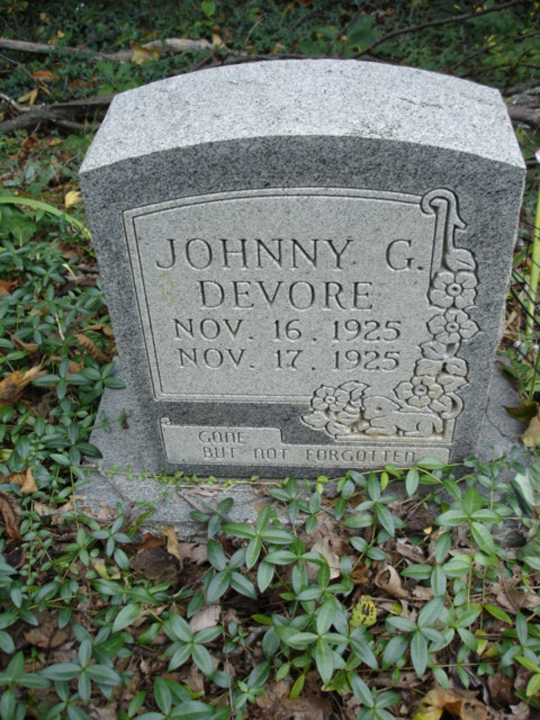 JOHNNY G.
DEVORE
NOV. 16. 1925
NOV. 17. 1925
GONE
BUT NOT FORGOTTEN